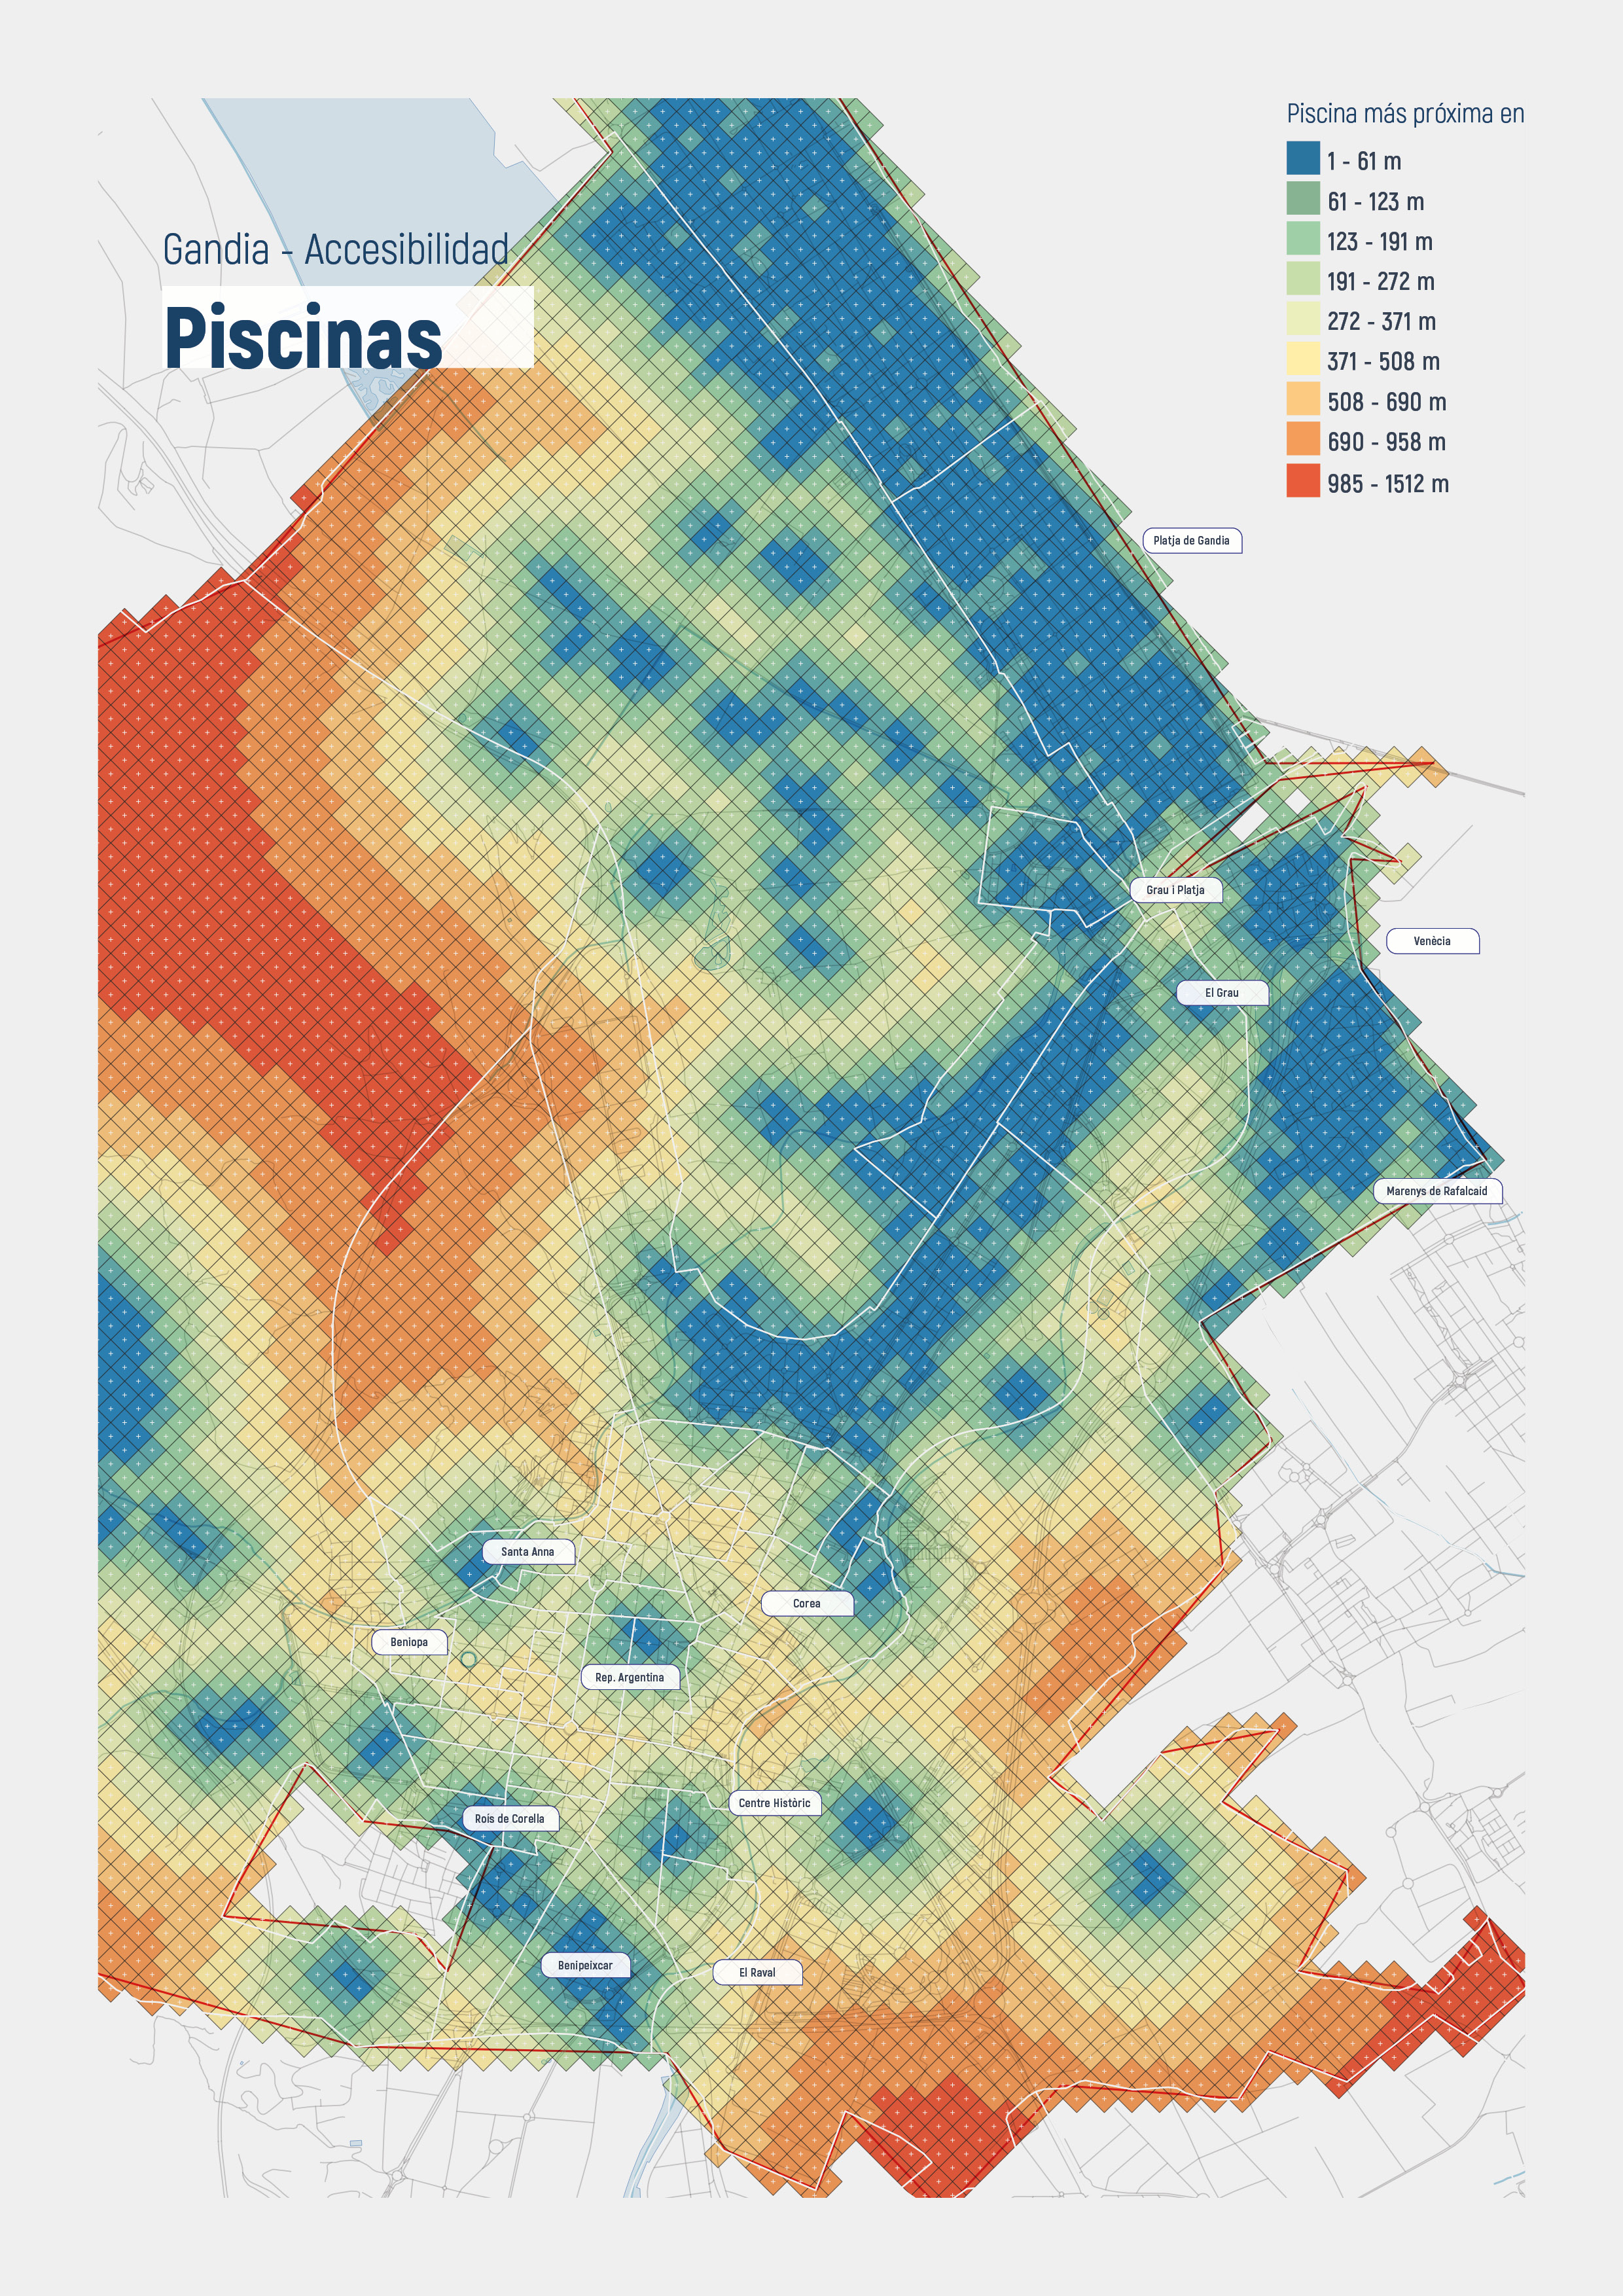 Piscina más próxima en
1 - 61 m
61 - 123 m
123 - 191 m
191 - 272 m
272 - 371 m
371 - 508 m
508 - 690 m
690 - 958 m
985 - 1512 m
Gandia - Accesibilidad
Piscinas
Platja de Gandia
Grau i Platja
Venècia
El Grau
Marenys de Rafalcaid
Santa Anna
Corea
Beniopa
Rep. Argentina
Centre Històric
Roís de Corella
Benipeixcar
El Raval